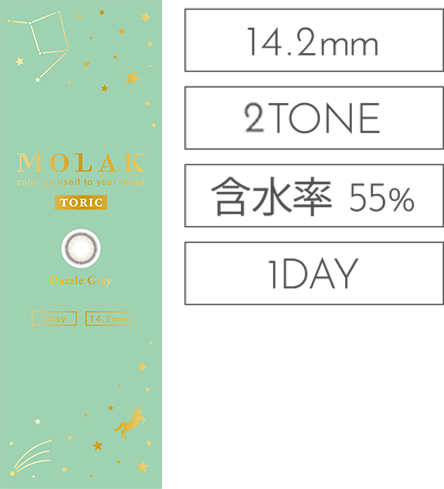 MOLAK
color yourself to your mood
TORIC
Dazzle Gray
1day
14.2mm
14.2mm
2TONE
含水率 55%
1DAY